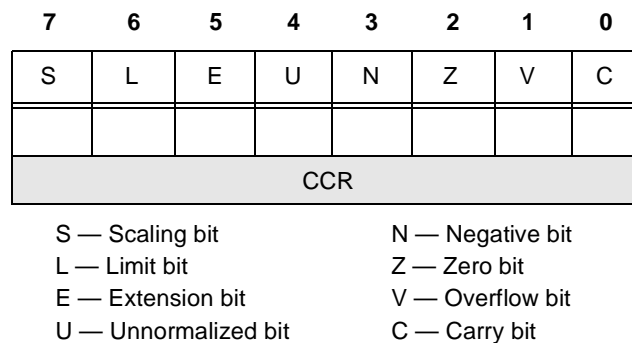 7 6 5 4 3 2 1 0
S L E U N Z V C
CCR
S — Scaling bit N — Negative bit
L — Limit bit Z — Zero bit
E — Extension bit V — Overflow bit
U — Unnormalized bit C — Carry bit